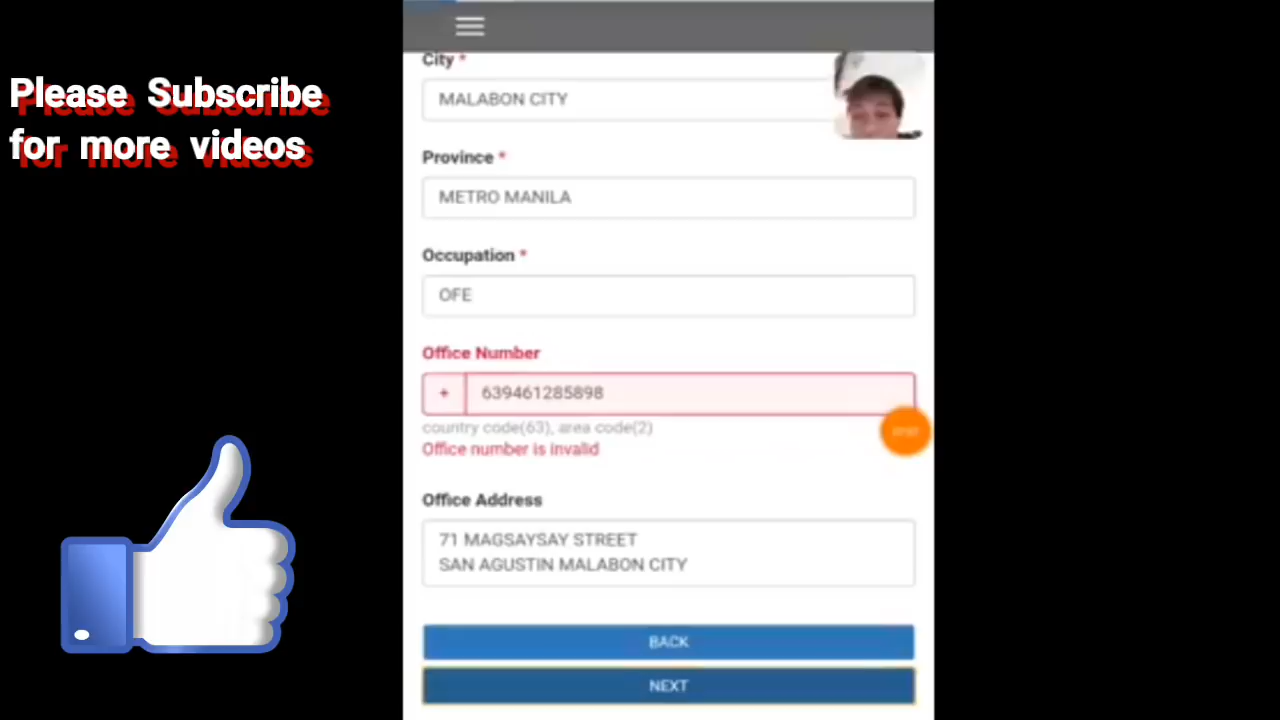 Please Subscribe
for more videos
City *
MALABON CITY
Province *
METRO MANILA
Occupation *
OFE
Office Number
+ 639461285898
country code(63), area code(2)
Office number is invalid
Office Address
71 MAGSAYSAY STREET
SAN AGUSTIN MALABON CITY
BACK
NEXT